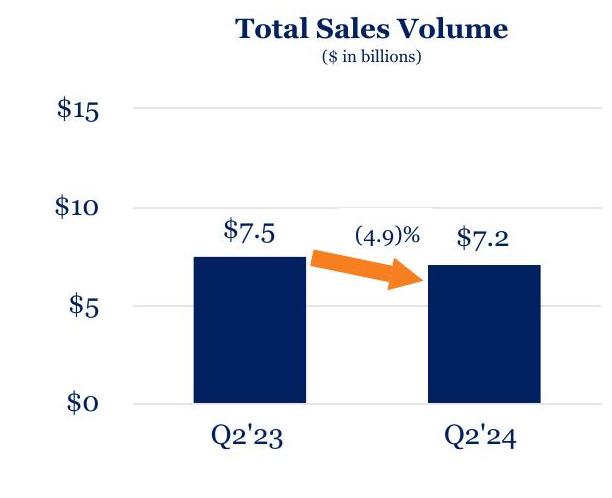 Total Sales Volume
($ in billions)
$15
$10
$7.5
(4.9)%
$7.2
$5
$0
Q2'23
Q2'24